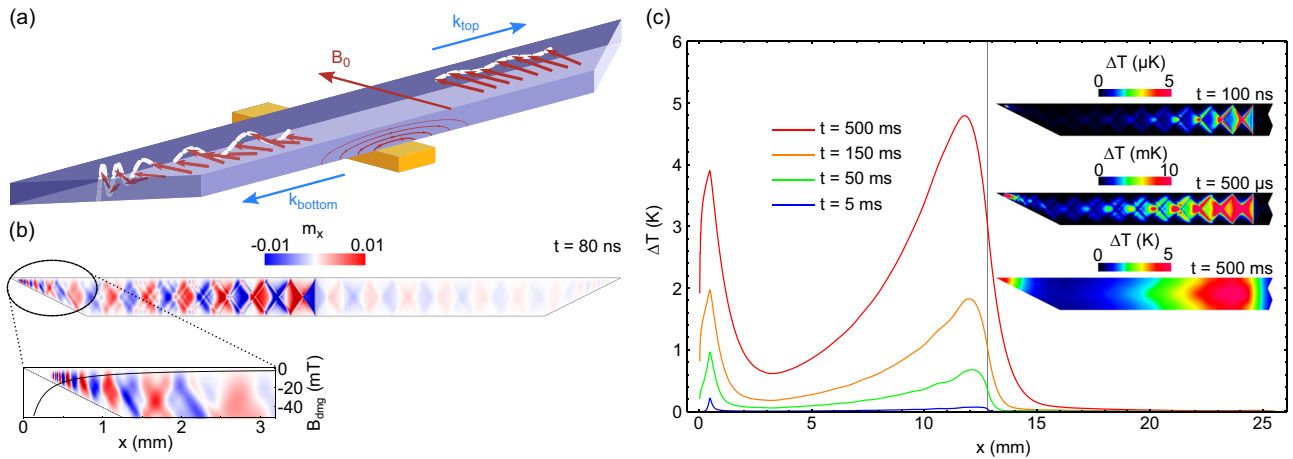 (a)
k_top
B_0
k_bottom
(b)
m_x
-0.01 0.01
t = 80 ns
0
-20
-40
B_dmg (mT)
0 1 2 3
x (mm)
(c)
6
5
4
3
2
1
0
ΔT (K)
t = 500 ms
t = 150 ms
t = 50 ms
t = 5 ms
ΔT (μK)
0 5
t = 100 ns
ΔT (mK)
0 10
t = 500 μs
ΔT (K)
0 5
t = 500 ms
0 5 10 15 20 25
x (mm)